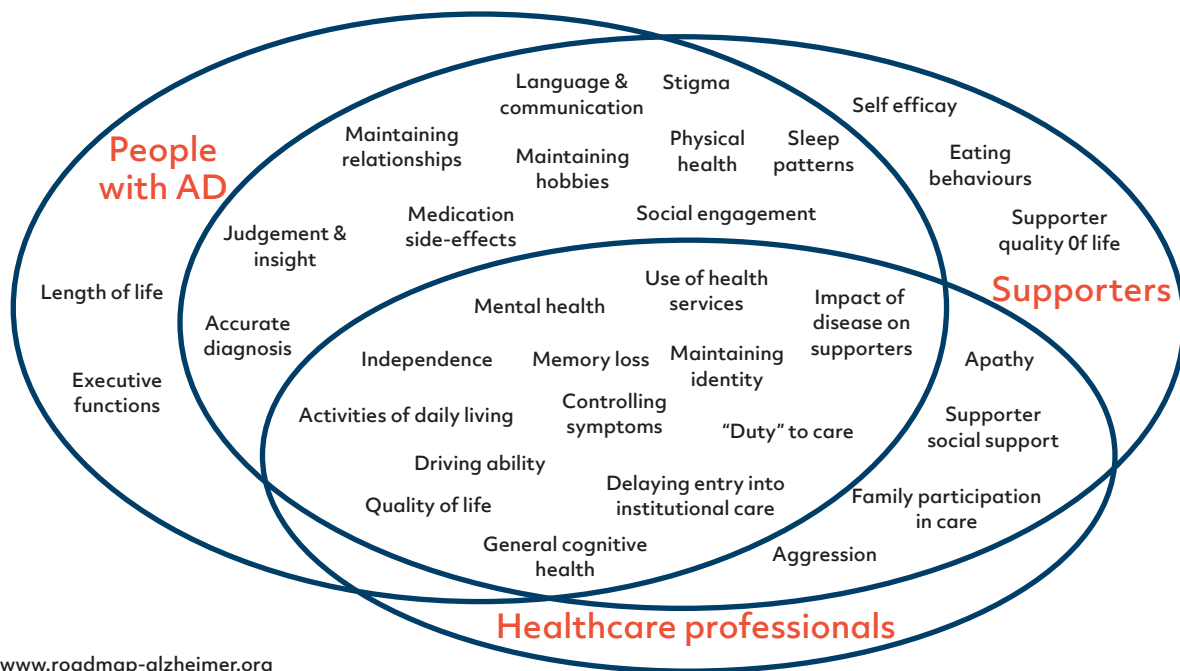 Language &
communication
Stigma
Self efficay
People
with AD
Maintaining
relationships
Maintaining
hobbies
Physical
health
Sleep
patterns
Eating
behaviours
Judgement &
insight
Medication
side-effects
Social engagement
Supporter
quality 0f life
Supporters
Length of life
Accurate
diagnosis
Executive
functions
Mental health
Use of health
services
Impact of
disease on
supporters
Independence
Memory loss
Maintaining
identity
Apathy
Activities of daily living
Controlling
symptoms
“Duty” to care
Supporter
social support
Driving ability
Quality of life
Delaying entry into
institutional care
Family participation
in care
General cognitive
health
Aggression
Healthcare professionals
www.roadmap-alzheimer.org